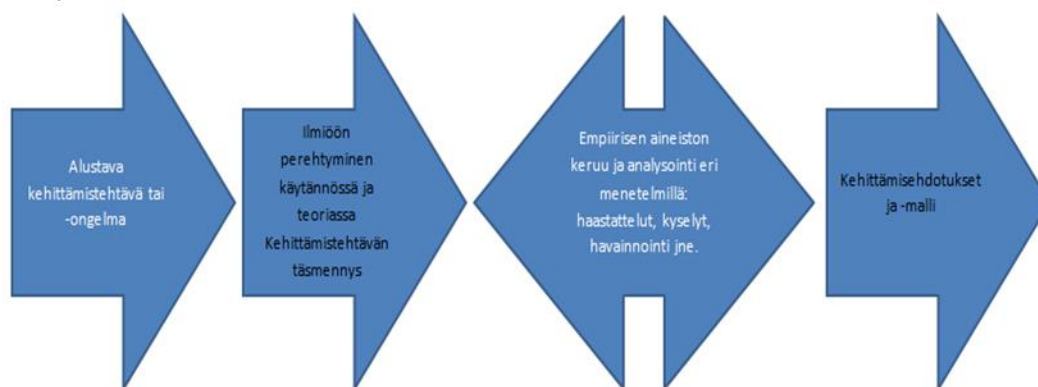 Alustava
kehittämistehtävä tai
-ongelma
Ilmiöön
perehtyminen
käytännössä ja
teoriassa
Kehittämistehtävän
täsmennys
Empiirisen aineiston
keruu ja analysointi eri
menetelmillä:
haastattelut, kyselyt,
havainnointi jne.
Kehittämisehdotukset
ja -malli